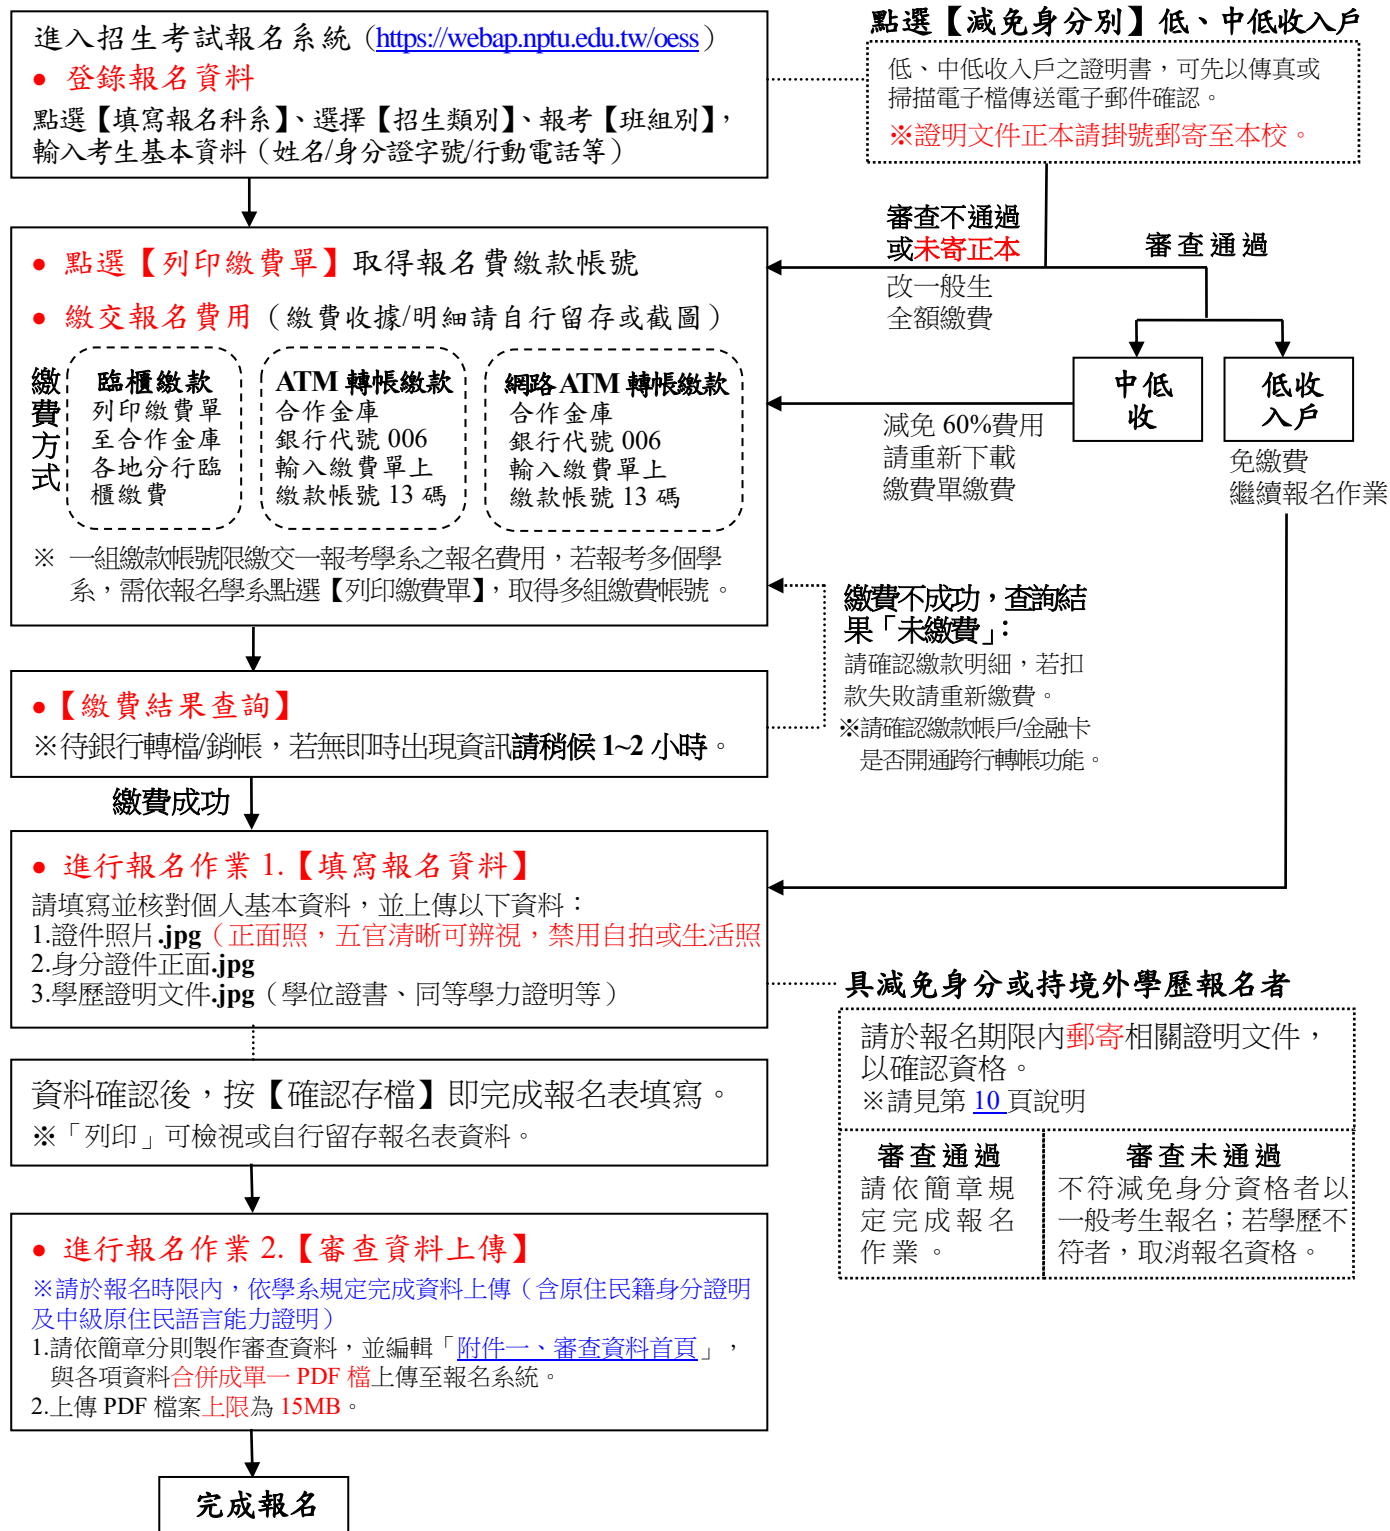 進入招生考試報名系統 (https://webap.nptu.edu.tw/oess)
● 登錄報名資料
點選【填寫報名科系】、選擇【招生類別】、報考【班組別】，
輸入考生基本資料（姓名/身分證字號/行動電話等）
點選【減免身分別】低、中低收入戶
低、中低收入戶之證明書，可先以傳真或
掃描電子檔傳送電子郵件確認。
※證明文件正本請掛號郵寄至本校。
審查不通過
或未寄正本
改一般生
全額繳費
審查通過
中低
收
低收
入戶
減免 60%費用
請重新下載
繳費單繳費
免繳費
繼續報名作業
● 點選【列印繳費單】取得報名費繳款帳號
● 繳交報名費用（繳費收據/明細請自行留存或截圖）
繳費方式
臨櫃繳款
列印繳費單
至合作金庫
各地分行臨
櫃繳費
ATM 轉帳繳款
合作金庫
銀行代號 006
輸入繳費單上
繳款帳號 13 碼
網路 ATM 轉帳繳款
合作金庫
銀行代號 006
輸入繳費單上
繳款帳號 13 碼
※ 一組繳款帳號限繳交一報考學系之報名費用，若報考多個學
系，需依報名學系點選【列印繳費單】，取得多組繳費帳號。
繳費不成功，查詢結
果「未繳費」：
請確認繳款明細，若扣
款失敗請重新繳費。
※請確認繳款帳戶/金融卡
是否開通跨行轉帳功能。
●【繳費結果查詢】
※待銀行轉檔/銷帳，若無即時出現資訊請稍候 1~2 小時。
繳費成功
● 進行報名作業 1.【填寫報名資料】
請填寫並核對個人基本資料，並上傳以下資料：
1.證件照片.jpg（正面照，五官清晰可辨視，禁用自拍或生活照
2.身分證件正面.jpg
3.學歷證明文件.jpg（學位證書、同等學力證明等）
具減免身分或持境外學歷報名者
請於報名期限內郵寄相關證明文件，
以確認資格。
※請見第 10 頁說明
審查通過
請依簡章規
定完成報名
作業。
審查未通過
不符減免身分資格者以
一般考生報名；若學歷不
符者，取消報名資格。
資料確認後，按【確認存檔】即完成報名表填寫。
※「列印」可檢視或自行留存報名表資料。
● 進行報名作業 2.【審查資料上傳】
※請於報名時限內，依學系規定完成資料上傳（含原住民籍身分證明
及中級原住民語言能力證明）
1.請依簡章分則製作審查資料，並編輯「附件一、審查資料首頁」，
與各項資料合併成單一 PDF 檔上傳至報名系統。
2.上傳 PDF 檔案上限為 15MB。
完成報名